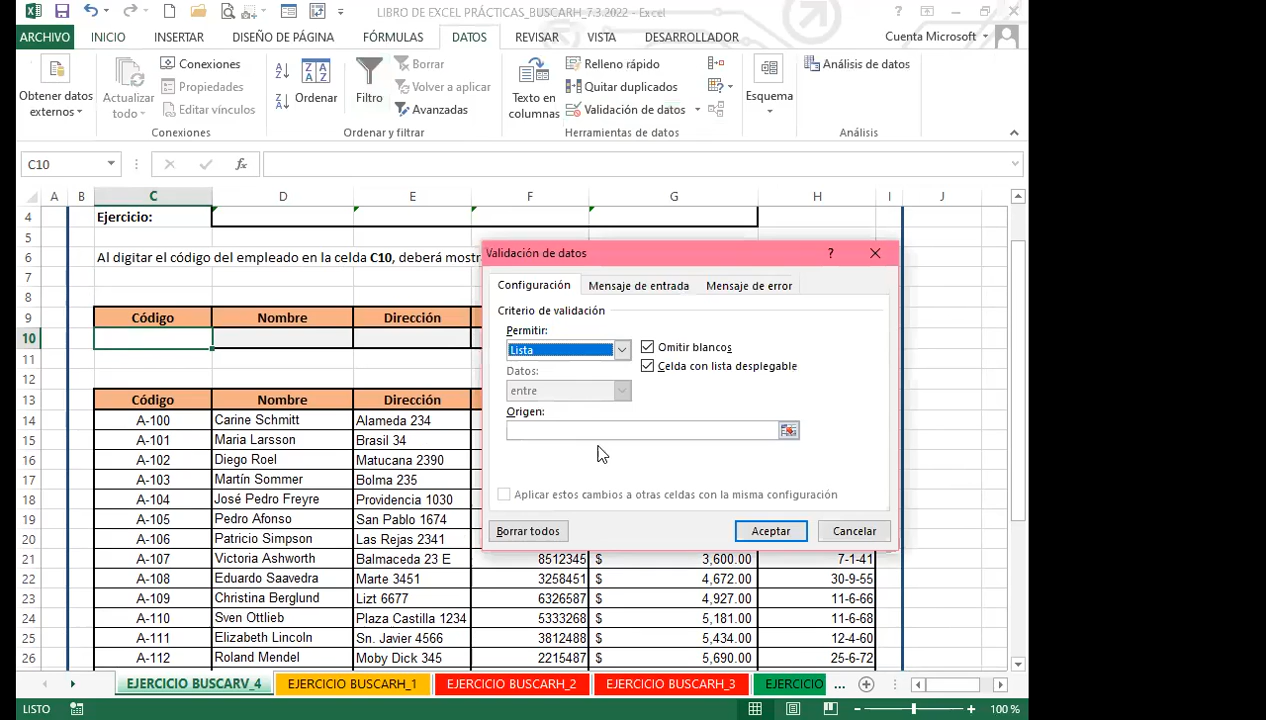 LIBRO DE EXCEL PRÁCTICAS_BUSCARH_7.3.2022 - Excel
ARCHIVO INICIO INSERTAR DISEÑO DE PÁGINA FÓRMULAS DATOS REVISAR VISTA DESARROLLADOR Cuenta Microsoft
Obtener datos externos
Actualizar todo
Conexiones
Propiedades
Editar vínculos
Conexiones
Ordenar
Filtro
Borrar
Volver a aplicar
Avanzadas
Ordenar y filtrar
Texto en columnas
Relleno rápido
Quitar duplicados
Validación de datos
Herramientas de datos
Esquema
Análisis de datos
Análisis
C10 fx
A B C D E F G H I J
4 Ejercicio:
5
6 Al digitar el código del empleado en la celda C10, deberá mostra
7
8
9 Código Nombre Dirección
10
11
12
13 Código Nombre Dirección
14 A-100 Carine Schmitt Alameda 234
15 A-101 Maria Larsson Brasil 34
16 A-102 Diego Roel Matucana 2390
17 A-103 Martín Sommer Bolma 235
18 A-104 José Pedro Freyre Providencia 1030
19 A-105 Pedro Afonso San Pablo 1674
20 A-106 Patricio Simpson Las Rejas 2341
21 A-107 Victoria Ashworth Balmaceda 23 E 8512345 $ 3,600.00 7-1-41
22 A-108 Eduardo Saavedra Marte 3451 3258451 $ 4,672.00 30-9-55
23 A-109 Christina Berglund Lizt 6677 6326587 $ 4,927.00 11-6-66
24 A-110 Sven Ottlieb Plaza Castilla 1234 5333268 $ 5,181.00 11-6-68
25 A-111 Elizabeth Lincoln Sn. Javier 4566 3812488 $ 5,434.00 12-4-60
26 A-112 Roland Mendel Moby Dick 345 2215487 $ 5,690.00 25-6-72
Validación de datos ?
Configuración Mensaje de entrada Mensaje de error
Criterio de validación
Permitir:
Lista Omitir blancos
Celda con lista desplegable
Datos:
entre
Origen:
Aplicar estos cambios a otras celdas con la misma configuración
Borrar todos Aceptar Cancelar
EJERCICIO BUSCARV_4 EJERCICIO BUSCARH_1 EJERCICIO BUSCARH_2 EJERCICIO BUSCARH_3 EJERCICIO ...
LISTO 100 %